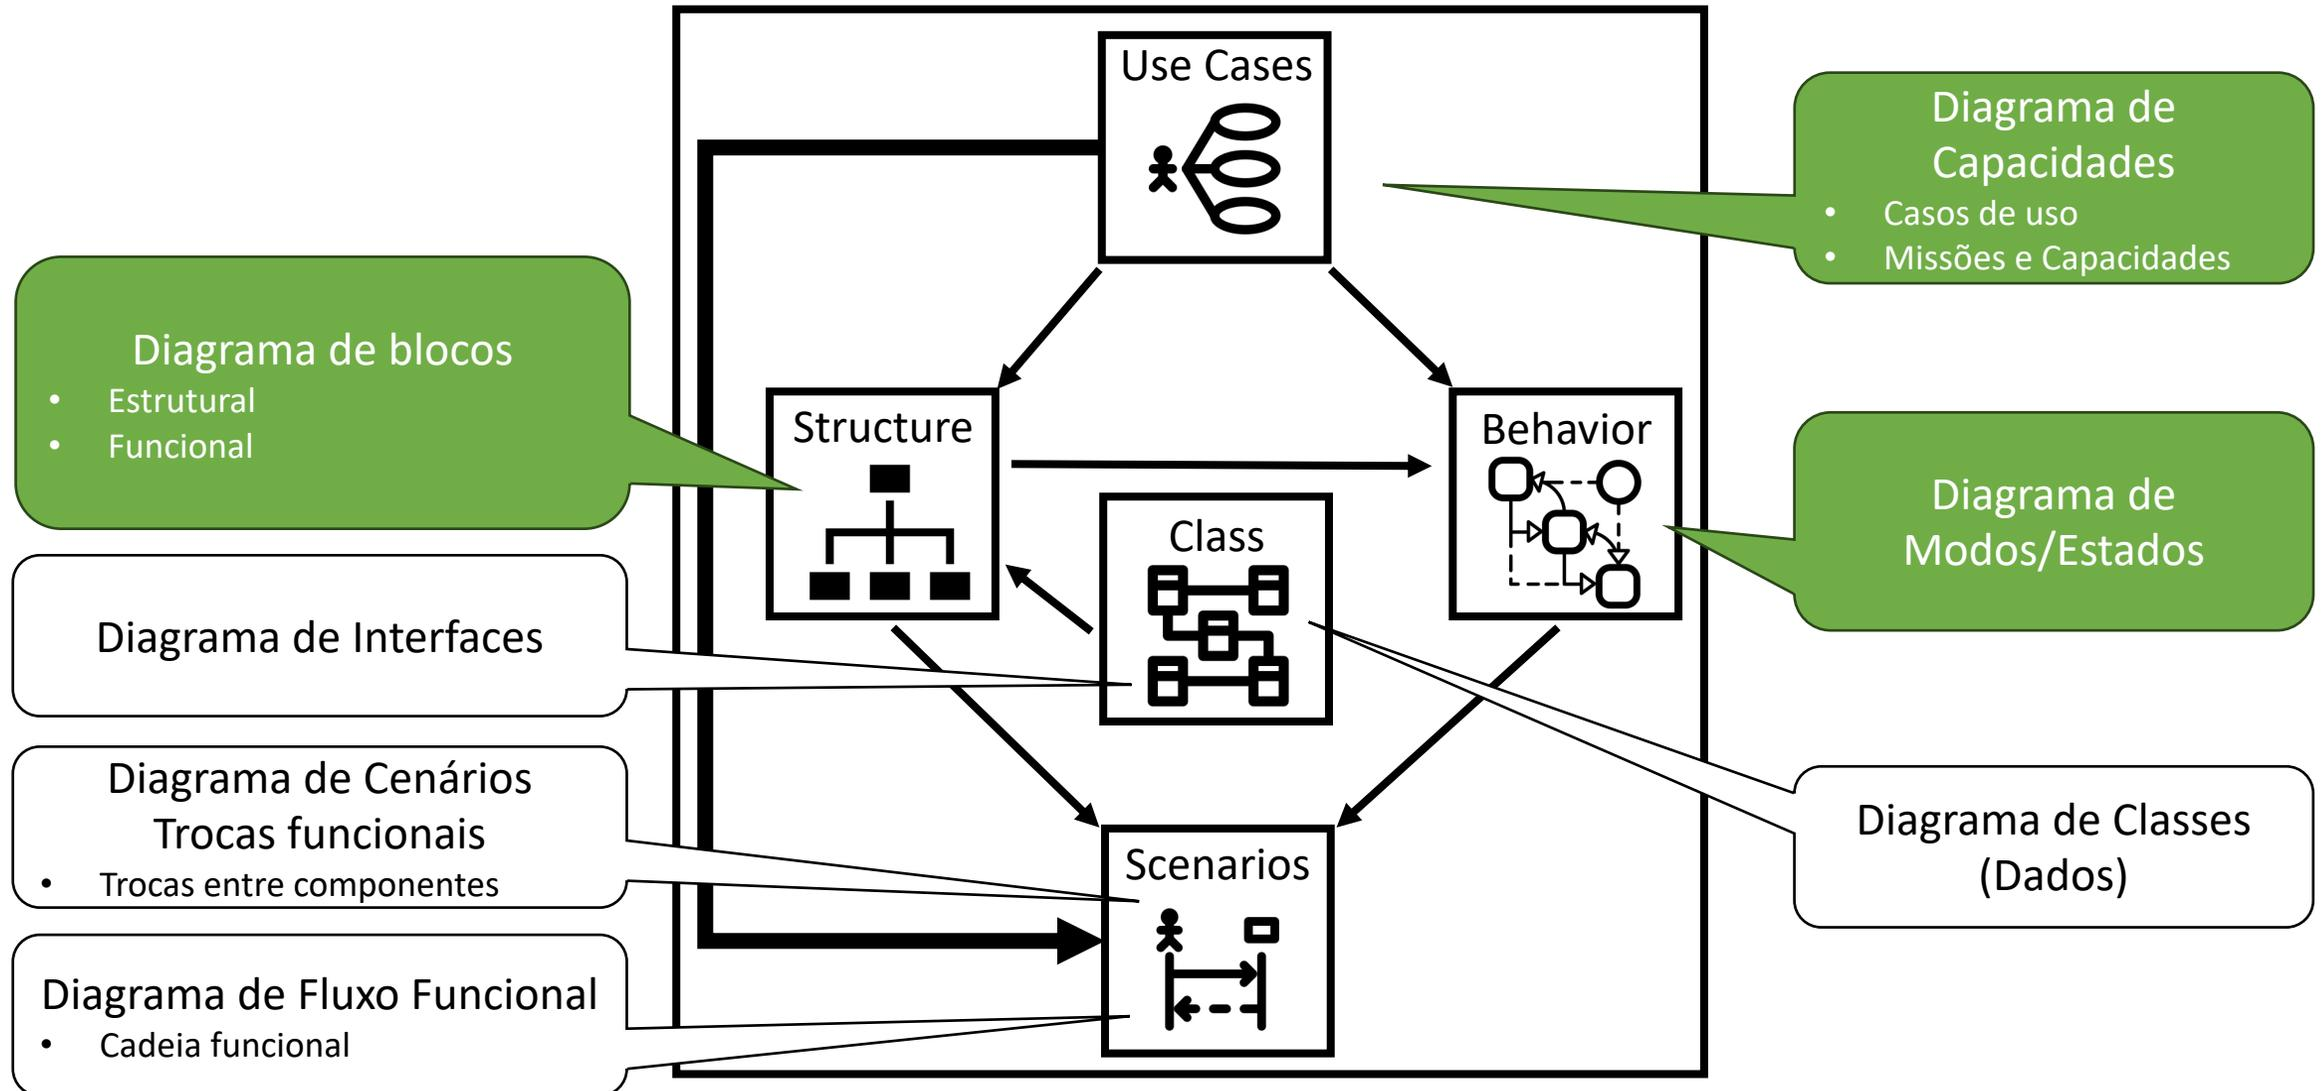 Use Cases
Diagrama de
Capacidades
• Casos de uso
• Missões e Capacidades
Diagrama de blocos
• Estrutural
• Funcional
Structure
Behavior
Diagrama de
Modos/Estados
Class
Diagrama de Interfaces
Diagrama de Cenários
Trocas funcionais
• Trocas entre componentes
Scenarios
Diagrama de Classes
(Dados)
Diagrama de Fluxo Funcional
• Cadeia funcional